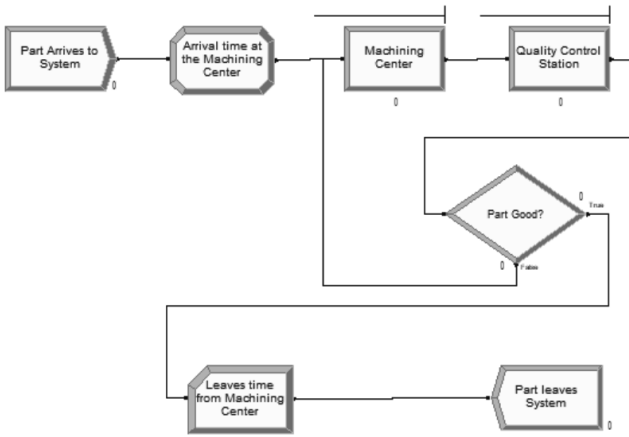 Part Arrives to
System
0
Arrival time at
the Machining
Center
Machining
Center
0
Quality Control
Station
0
Part Good?
0
True
0
False
Leaves time
from Machining
Center
Part leaves
System
0